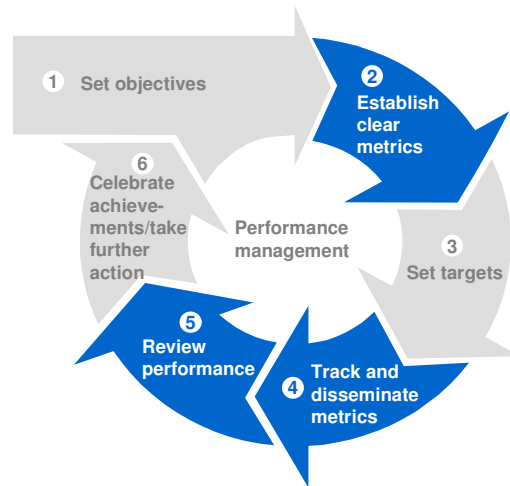 1 Set objectives
2
Establish
clear
metrics
3
Set targets
4 Track and
disseminate
metrics
5
Review
performance
6
Celebrate
achieve-
ments/take
further
action
Performance
management